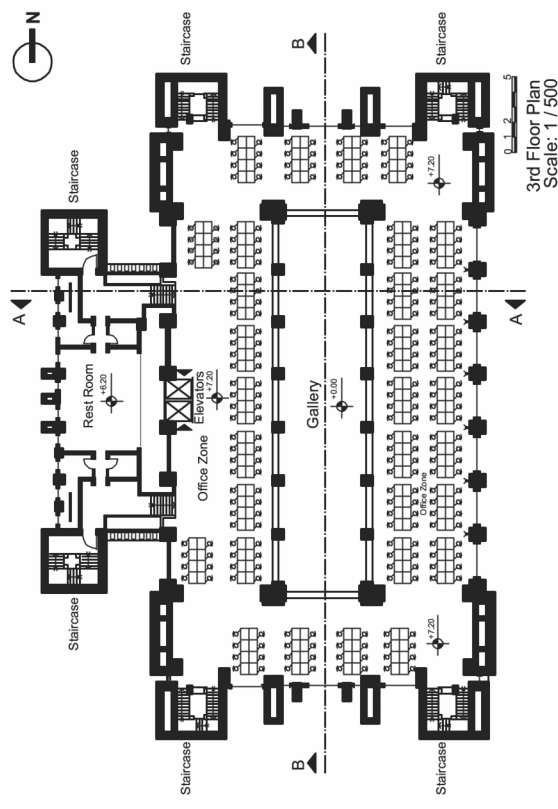 A
N
Staircase
Staircase
Rest Room
+6.20
Staircase
Staircase
Elevators
Office Zone
+7.20
B
B
Gallery
+0.00
Office Zone
+7.20
+7.20
Staircase
Staircase
A
0 1 2 5
3rd Floor Plan
Scale: 1 / 500